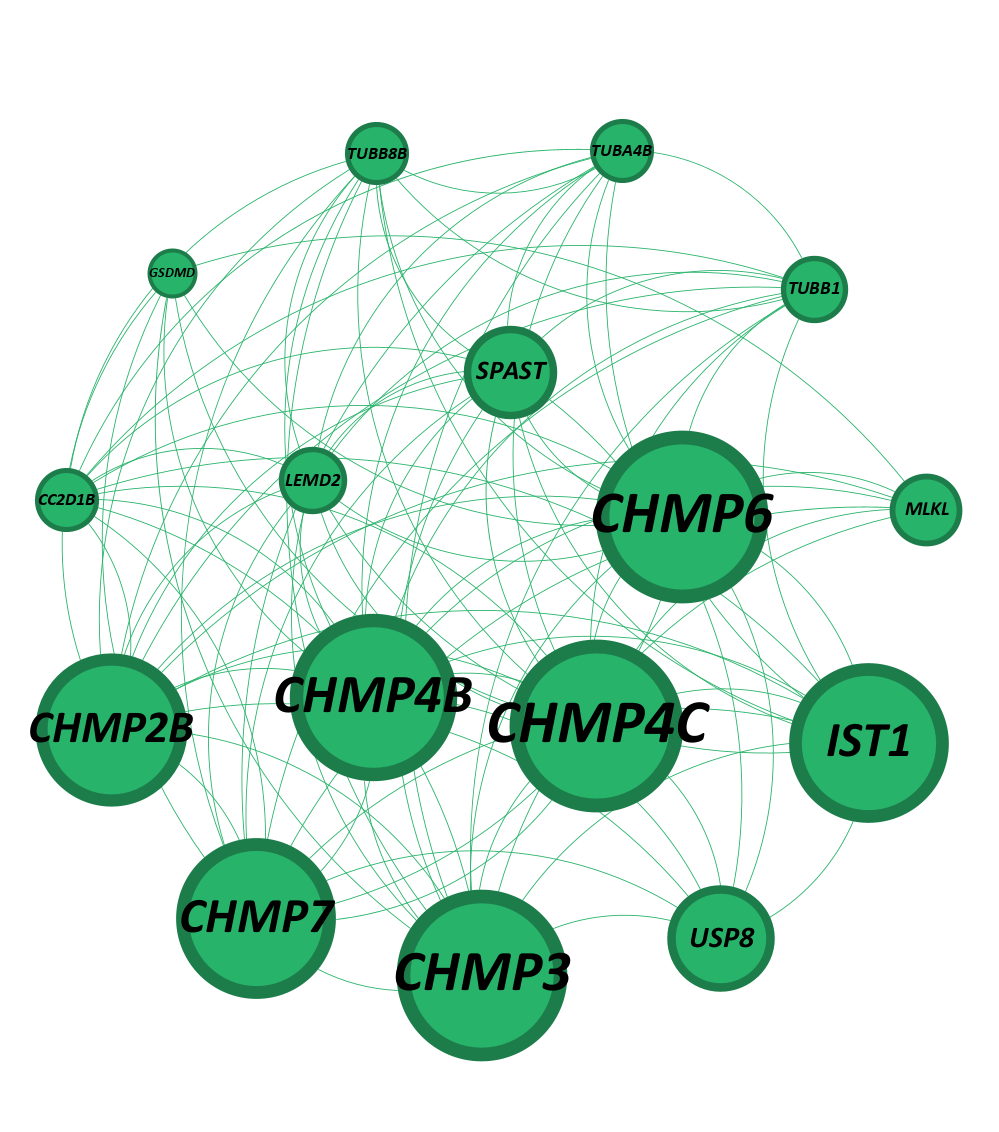 TUBB8B
TUBA4B
GSDMD
TUBB1
SPAST
LEMD2
CC2D1B
CHMP6
MLKL
CHMP2B
CHMP4B
CHMP4C
IST1
CHMP7
CHMP3
USP8